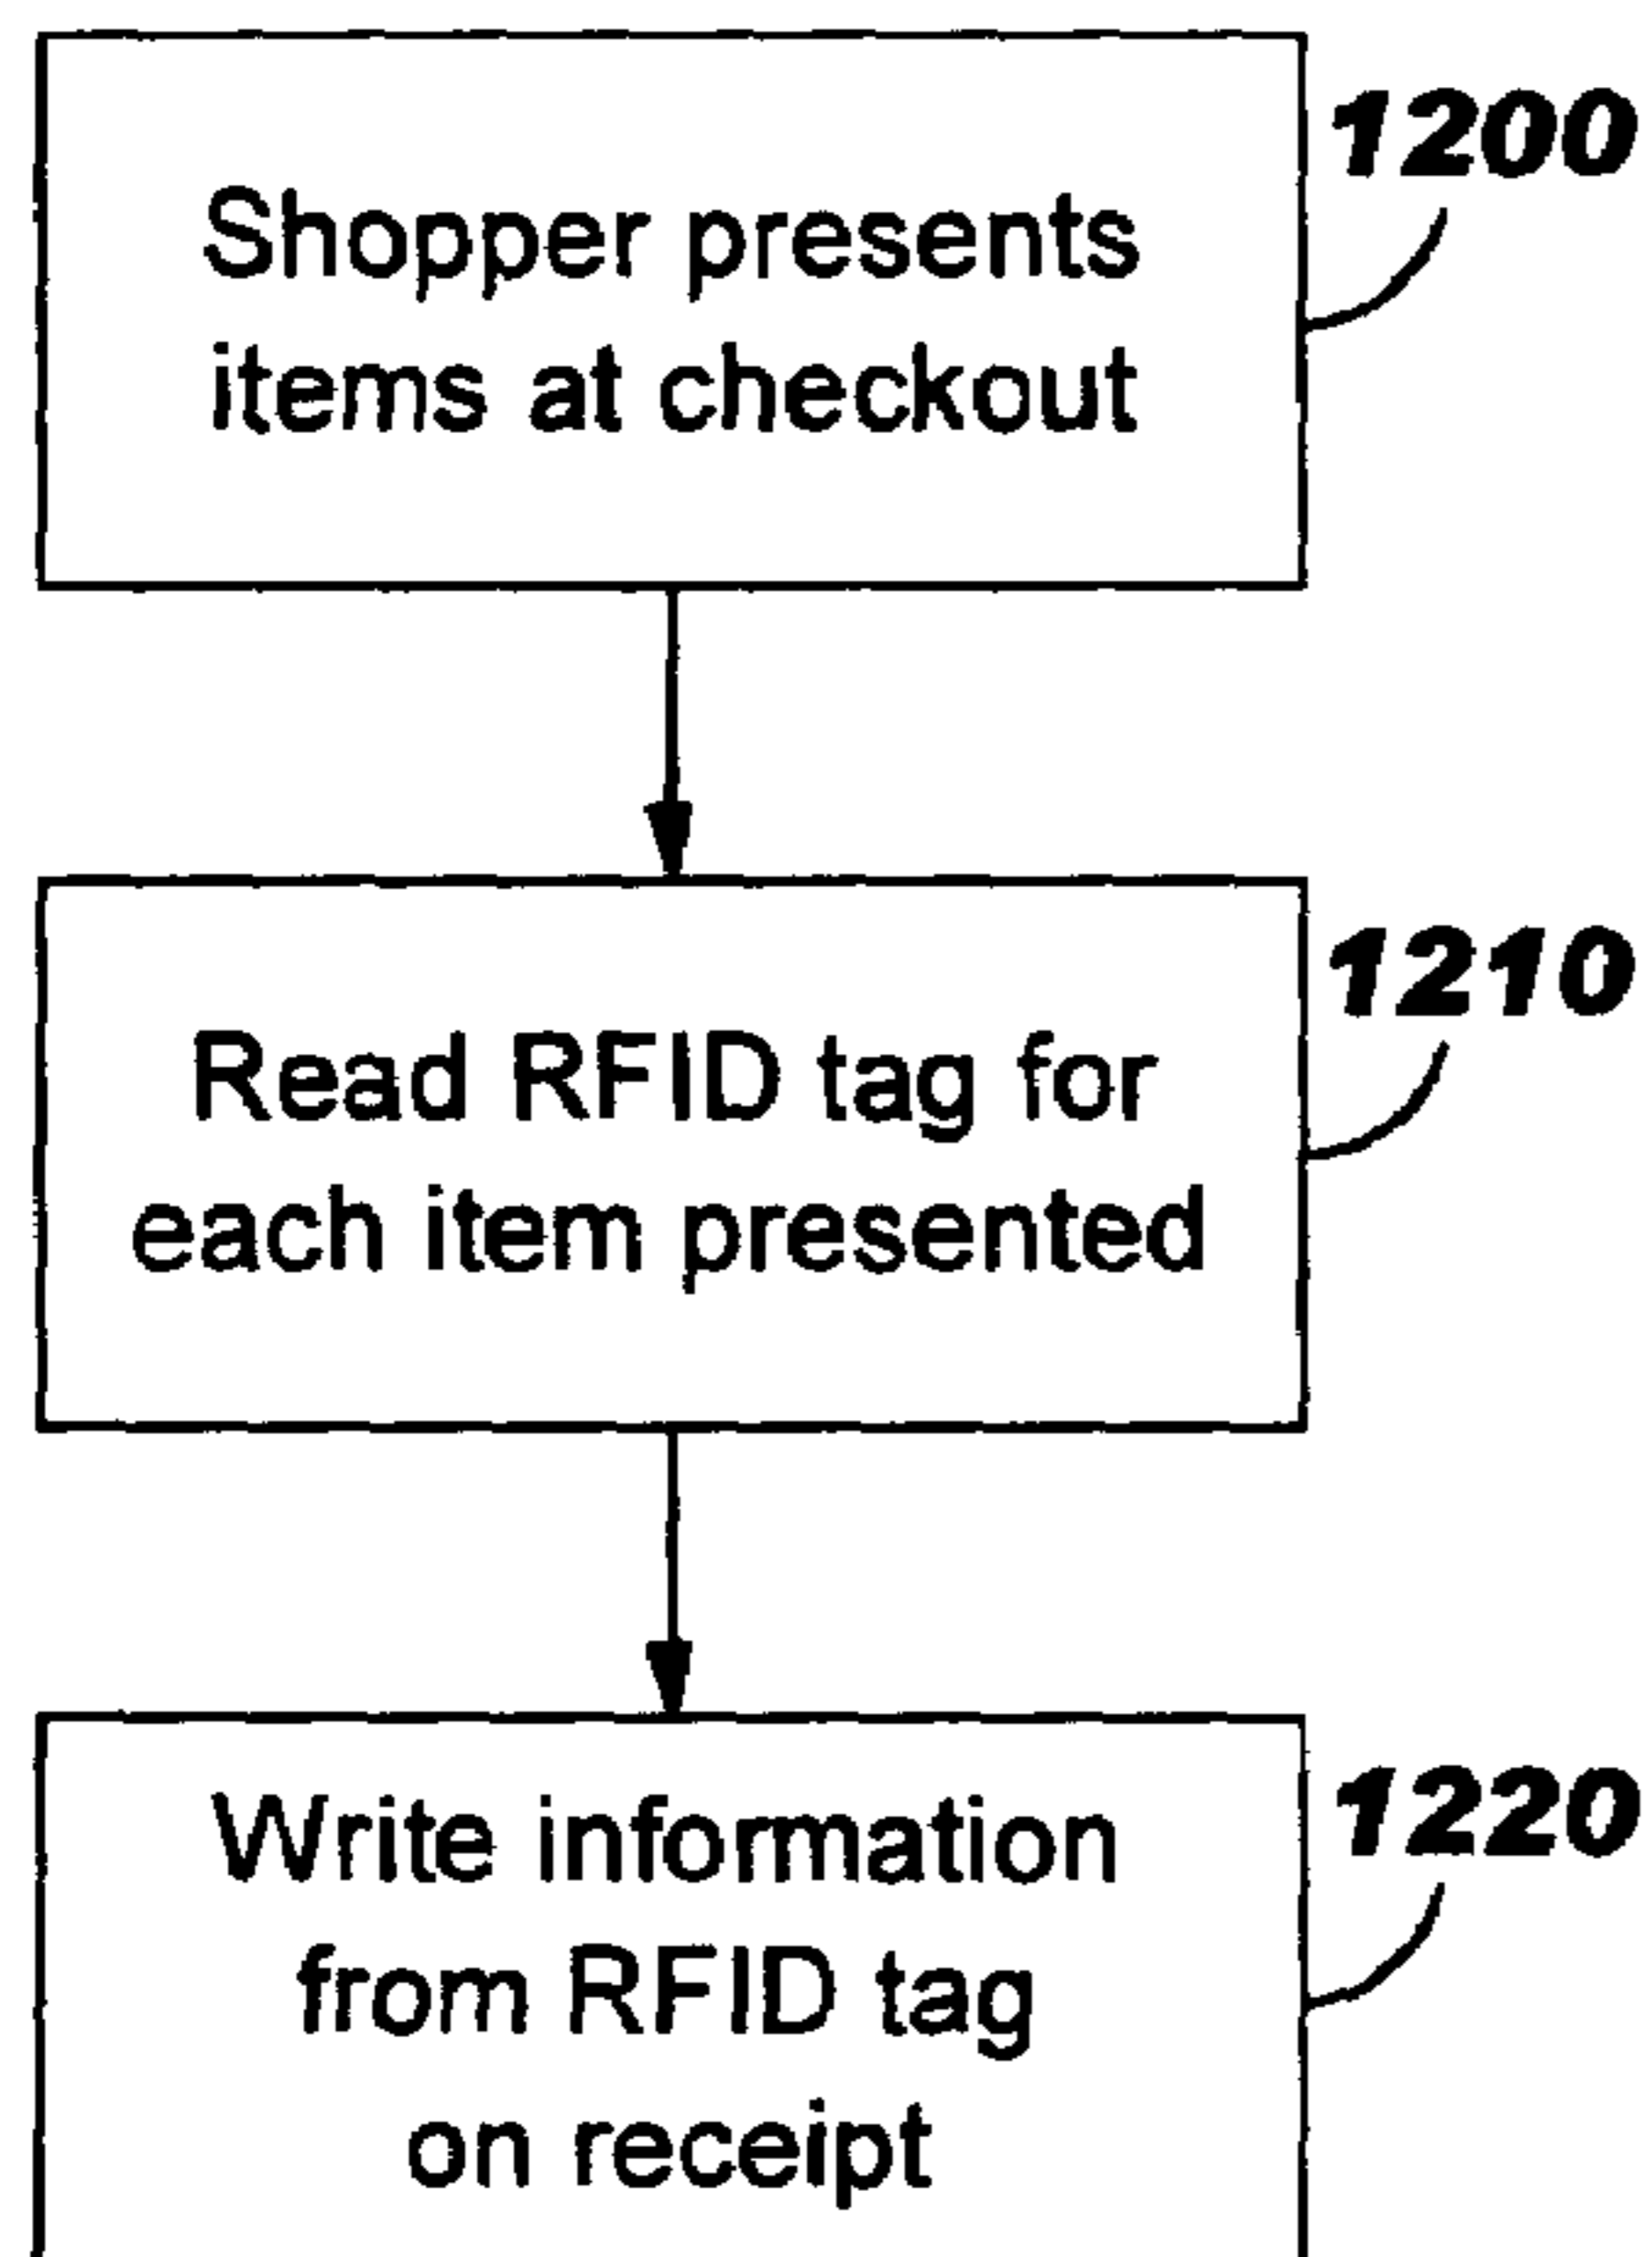 1200
Shopper presents
items at checkout
1210
Read RFID tag for
each item presented
1220
Write information
from RFID tag
on receipt